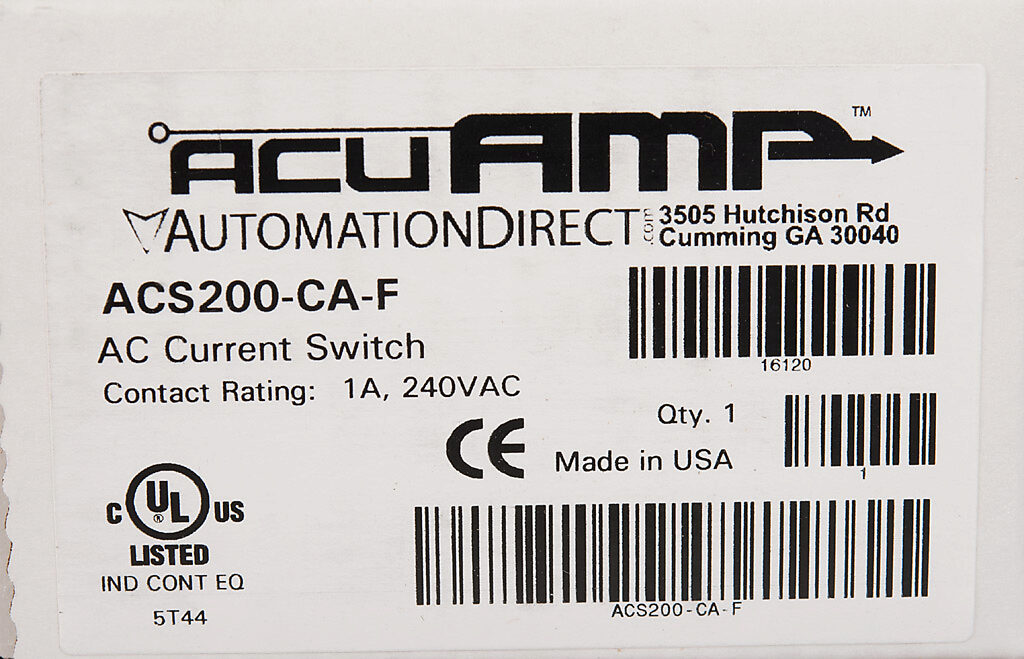 ACUAMP™
AUTOMATIONDIRECT.com
3505 Hutchison Rd
Cumming GA 30040
ACS200-CA-F
AC Current Switch
Contact Rating: 1A, 240VAC
16120
Qty. 1
Made in USA
1
CE
C UL® US
LISTED
IND CONT EQ
5T44
ACS200-CA-F